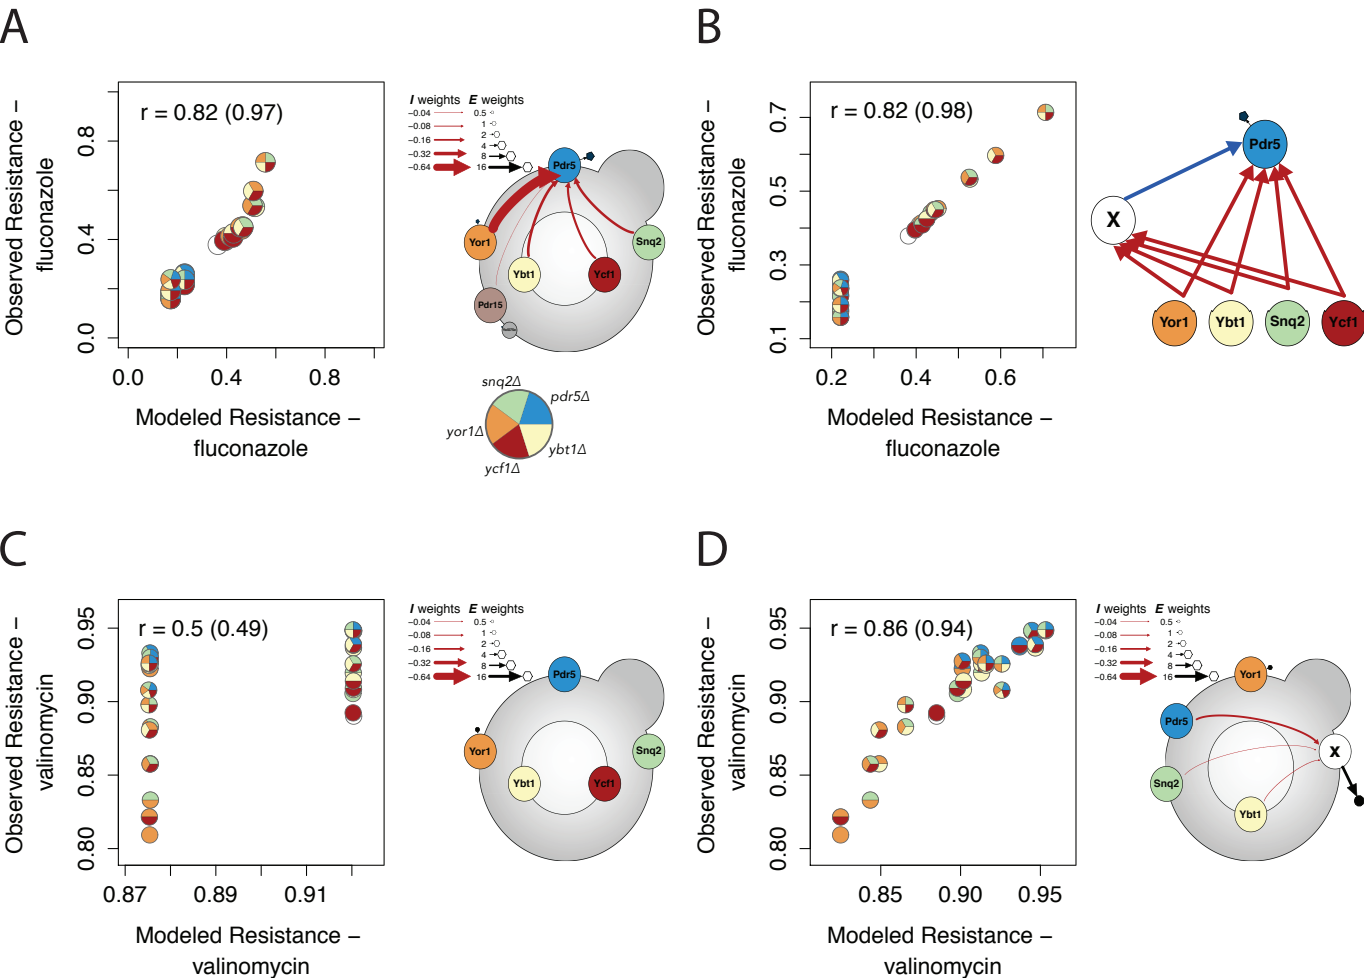 A
r = 0.82 (0.97)
Observed Resistance –
fluconazole
0.0
0.4
0.8
0.0
0.4
0.8
Modeled Resistance –
fluconazole
I weights E weights
−0.04 0.5
−0.08 1
−0.16 2
4
−0.32 8
−0.64 16
Pdr5
Yor1
Snq2
Ybt1
Ycf1
Pdr15
snq2Δ
pdr5Δ
yor1Δ
ybt1Δ
ycf1Δ
B
r = 0.82 (0.98)
Observed Resistance –
fluconazole
0.1
0.3
0.5
0.7
0.2
0.4
0.6
Modeled Resistance –
fluconazole
Pdr5
X
Yor1
Ybt1
Snq2
Ycf1
C
r = 0.5 (0.49)
Observed Resistance –
valinomycin
0.80
0.85
0.90
0.95
0.87
0.89
0.91
Modeled Resistance –
valinomycin
I weights E weights
−0.04 0.5
−0.08 1
−0.16 2
4
−0.32 8
−0.64 16
Pdr5
Yor1
Snq2
Ybt1
Ycf1
D
r = 0.86 (0.94)
Observed Resistance –
valinomycin
0.80
0.85
0.90
0.95
0.85
0.90
0.95
Modeled Resistance –
valinomycin
I weights E weights
−0.04 0.5
−0.08 1
−0.16 2
4
−0.32 8
−0.64 16
Yor1
Pdr5
X
Snq2
Ybt1